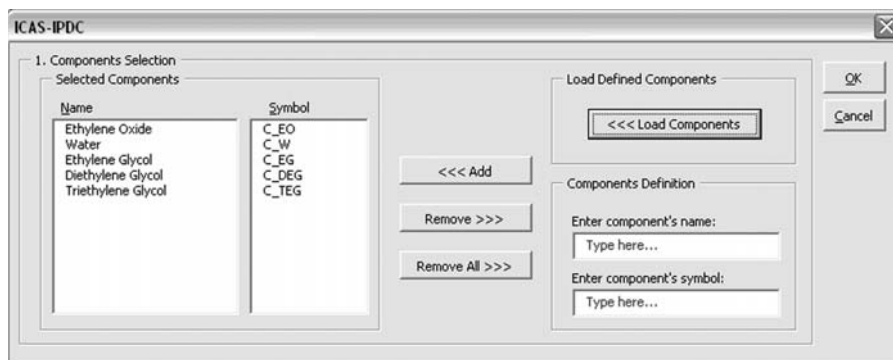 ICAS-IPDC
1. Components Selection
Selected Components
Name
Symbol
Ethylene Oxide
Water
Ethylene Glycol
Diethylene Glycol
Triethylene Glycol
C_EO
C_W
C_EG
C_DEG
C_TEG
<<< Add
Remove >>>
Remove All >>>
Load Defined Components
<<< Load Components
Components Definition
Enter component's name:
Type here...
Enter component's symbol:
Type here...
OK
Cancel